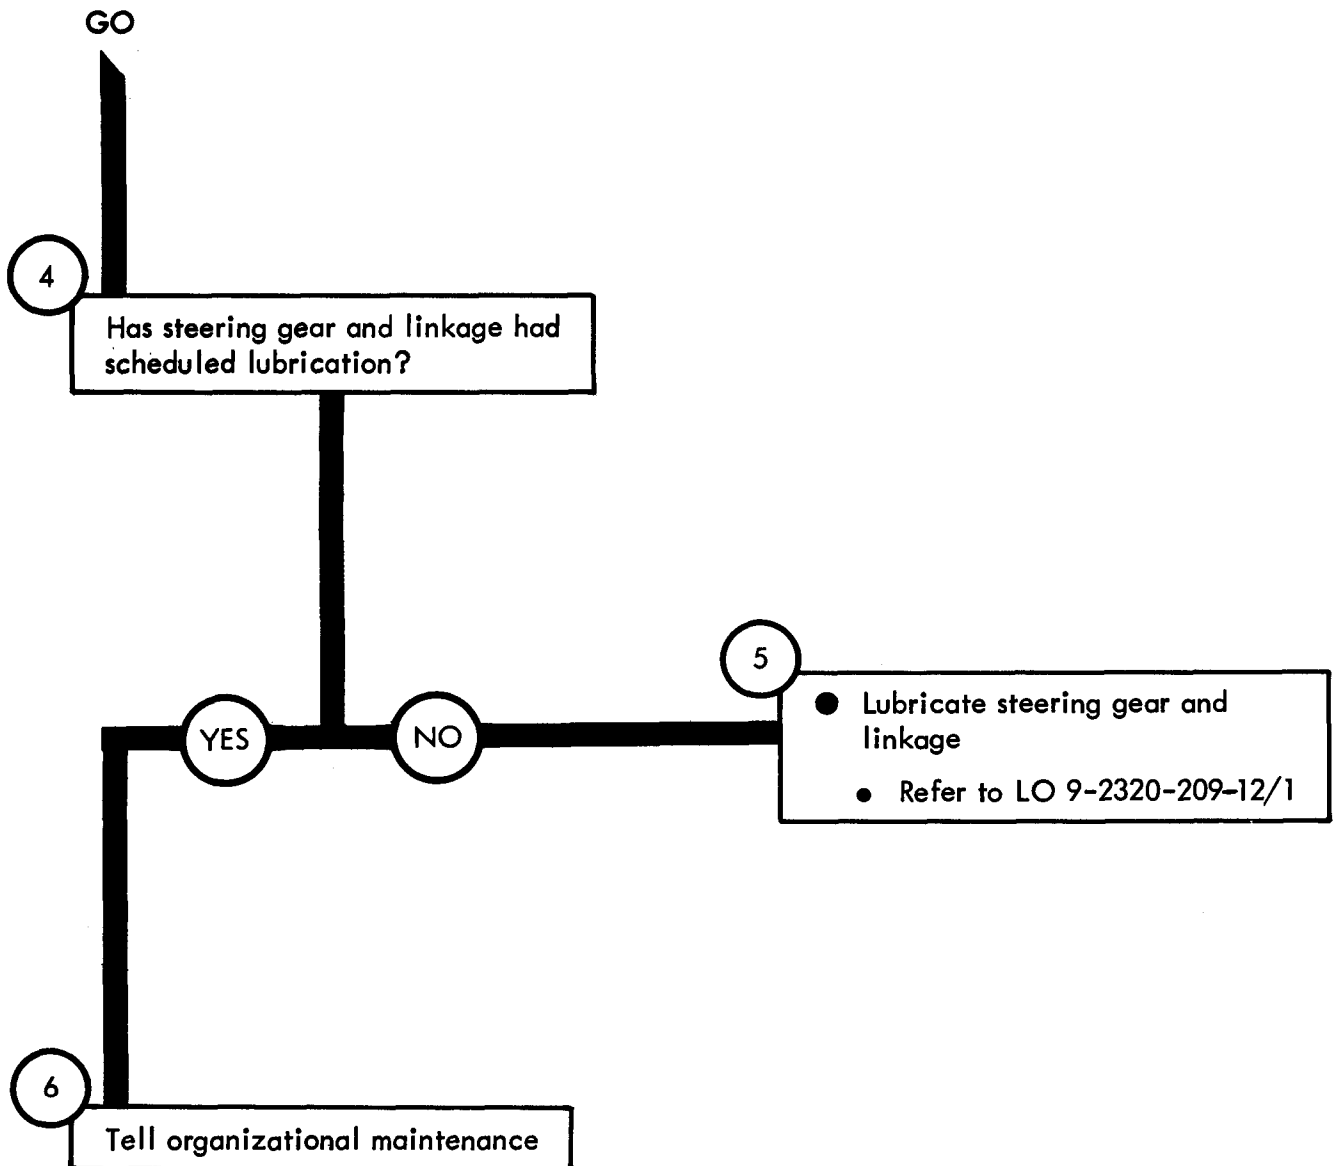 GO
4
Has steering gear and linkage had
scheduled lubrication?
YES
NO
5
● Lubricate steering gear and
linkage
● Refer to LO 9-2320-209-12/1
6
Tell organizational maintenance